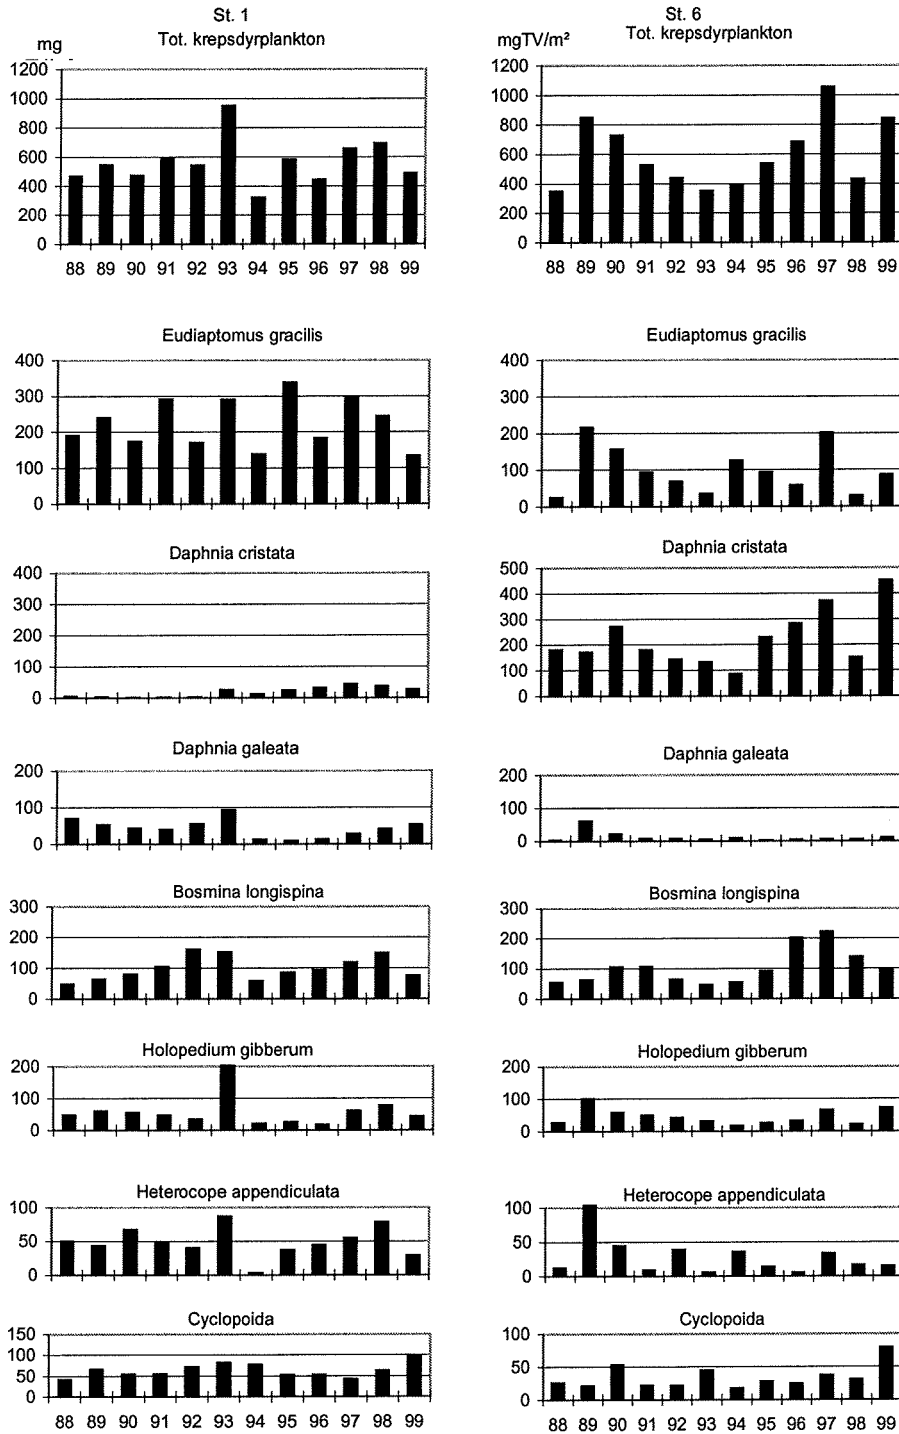 St. 1
Tot. krepsdyrplankton
mg
1200
1000
800
600
400
200
0
88 89 90 91 92 93 94 95 96 97 98 99
Eudiaptomus gracilis
400
300
200
100
0
Daphnia cristata
400
300
200
100
0
Daphnia galeata
200
100
0
Bosmina longispina
300
200
100
0
Holopedium gibberum
200
100
0
Heterocope appendiculata
100
50
0
Cyclopoida
150
100
50
0
88 89 90 91 92 93 94 95 96 97 98 99
St. 6
Tot. krepsdyrplankton
mgTV/m²
1200
1000
800
600
400
200
0
88 89 90 91 92 93 94 95 96 97 98 99
Eudiaptomus gracilis
400
300
200
100
0
Daphnia cristata
500
400
300
200
100
0
Daphnia galeata
200
100
0
Bosmina longispina
300
200
100
0
Holopedium gibberum
200
100
0
Heterocope appendiculata
100
50
0
Cyclopoida
100
50
0
88 89 90 91 92 93 94 95 96 97 98 99